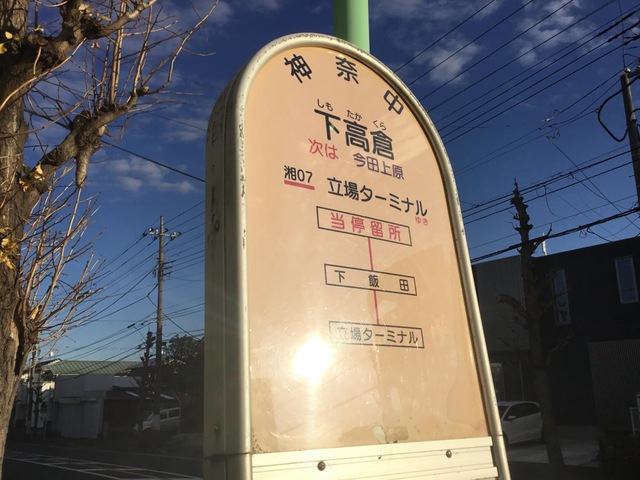 神奈中
しもたかくら
下高倉
次は 今田上原
湘07 立場ターミナル
ゆき
当停留所
下飯田
立場ターミナル